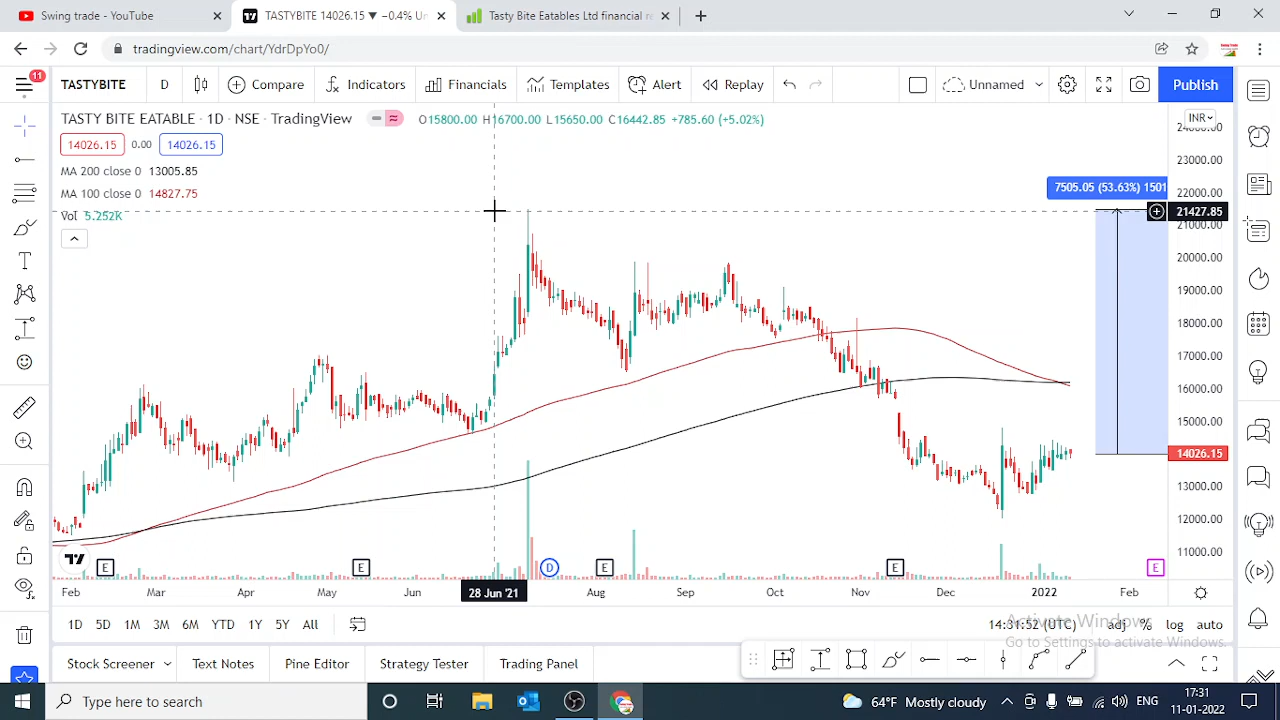 Swing trade - YouTube
TASTYBITE 14026.15 ▼ −0.4% Un
Tasty Bite Eatables Ltd financial re
tradingview.com/chart/YdrDpYo0/
11
TASTYBITE
D
Compare
Indicators
Financials
Templates
Alert
Replay
Unnamed
Publish
TASTY BITE EATABLE · 1D · NSE · TradingView
O15800.00 H16700.00 L15650.00 C16442.85 +785.60 (+5.02%)
INR
14026.15 0.00 14026.15
MA 200 close 0 13005.85
MA 100 close 0 14827.75
Vol 5.252K
7505.05 (53.63%) 1501
24000.00
23000.00
22000.00
21427.85
21000.00
20000.00
19000.00
18000.00
17000.00
16000.00
15000.00
14026.15
13000.00
12000.00
11000.00
E E D E E E
Feb Mar Apr May Jun 28 Jun '21 Aug Sep Oct Nov Dec 2022 Feb
1D 5D 1M 3M 6M YTD 1Y 5Y All
14:31:52 (UTC) adj % log auto
Activate Windows
Go to Settings to activate Windows.
Stock Screener Text Notes Pine Editor Strategy Tester Trading Panel
Type here to search
64°F Mostly cloudy
ENG
17:31
11-01-2022